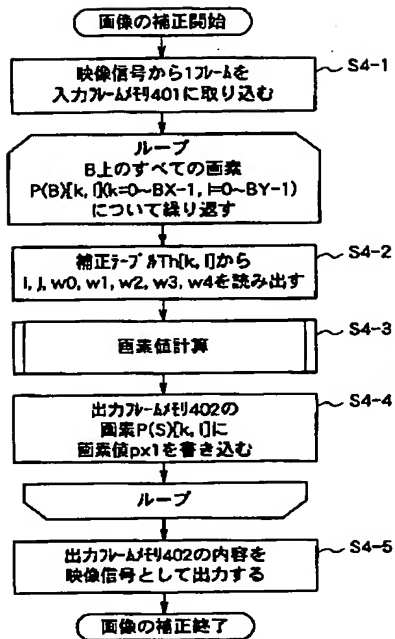 画像の補正開始
映像信号から1フレームを
入力フレームメモリ401に取り込む
S4-1
ループ
B上のすべての画素
P(B)[k, l](k=0~BX-1, l=0~BY-1)
について繰り返す
補正テーブルTh[k, l]から
i, j, w0, w1, w2, w3, w4を読み出す
S4-2
画素値計算
S4-3
出力フレームメモリ402の
画素P(S)[k, l]に
画素値px1を書き込む
S4-4
ループ
出力フレームメモリ402の内容を
映像信号として出力する
S4-5
画像の補正終了